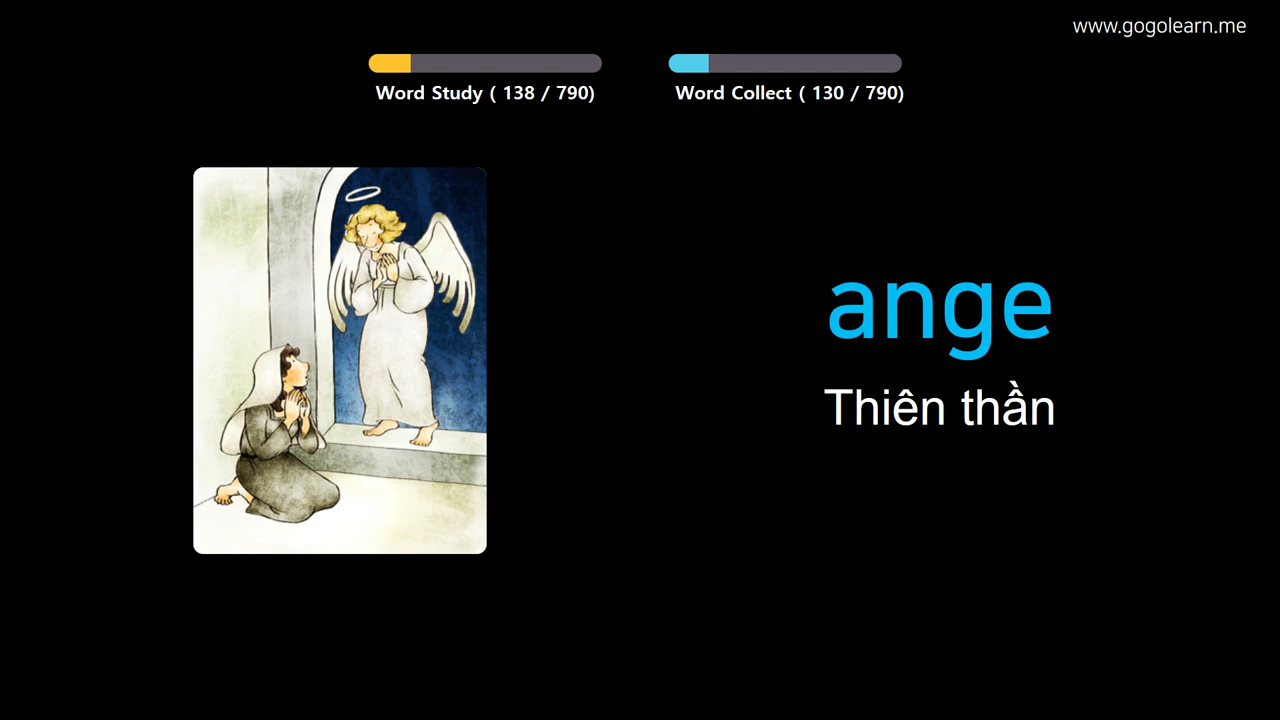 www.gogolearn.me
Word Study ( 138 / 790)
Word Collect ( 130 / 790)
ange
Thiên thần